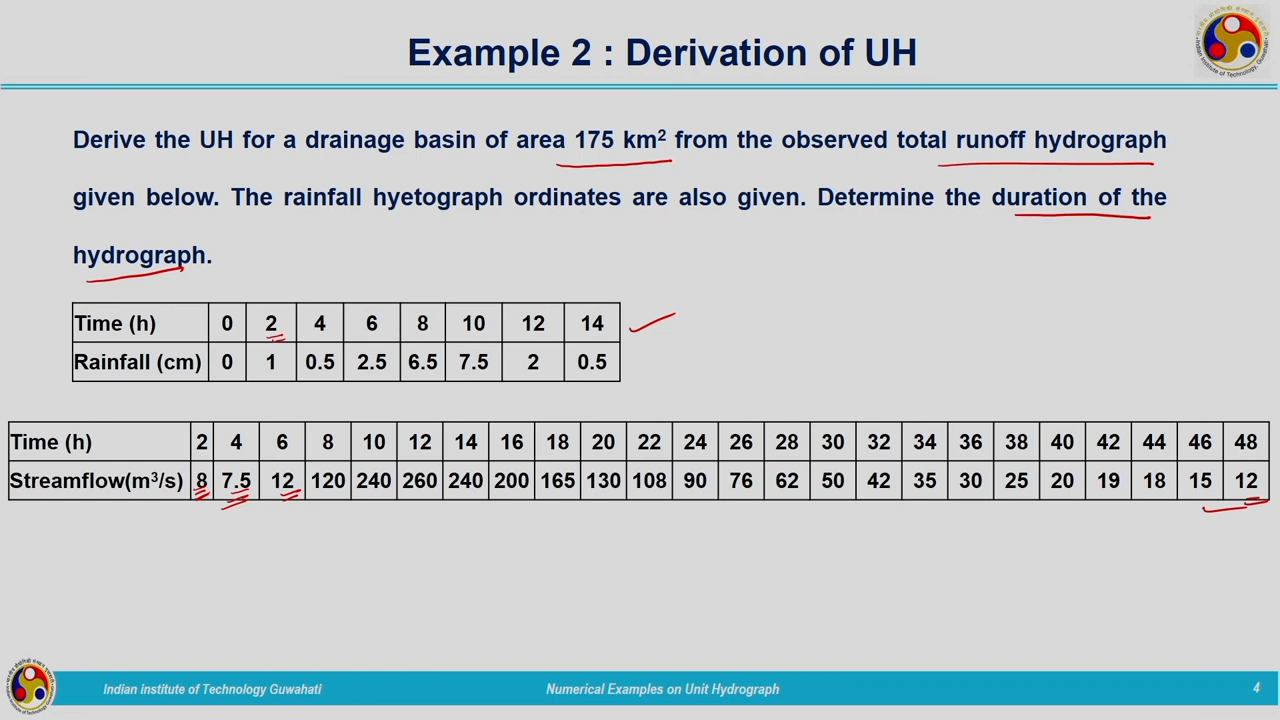 Example 2 : Derivation of UH
Derive the UH for a drainage basin of area 175 km² from the observed total runoff hydrograph
given below. The rainfall hyetograph ordinates are also given. Determine the duration of the
hydrograph.
Time (h) 0 2 4 6 8 10 12 14
Rainfall (cm) 0 1 0.5 2.5 6.5 7.5 2 0.5
Time (h) 2 4 6 8 10 12 14 16 18 20 22 24 26 28 30 32 34 36 38 40 42 44 46 48
Streamflow(m³/s) 8 7.5 12 120 240 260 240 200 165 130 108 90 76 62 50 42 35 30 25 20 19 18 15 12
Indian institute of Technology Guwahati
Numerical Examples on Unit Hydrograph
4